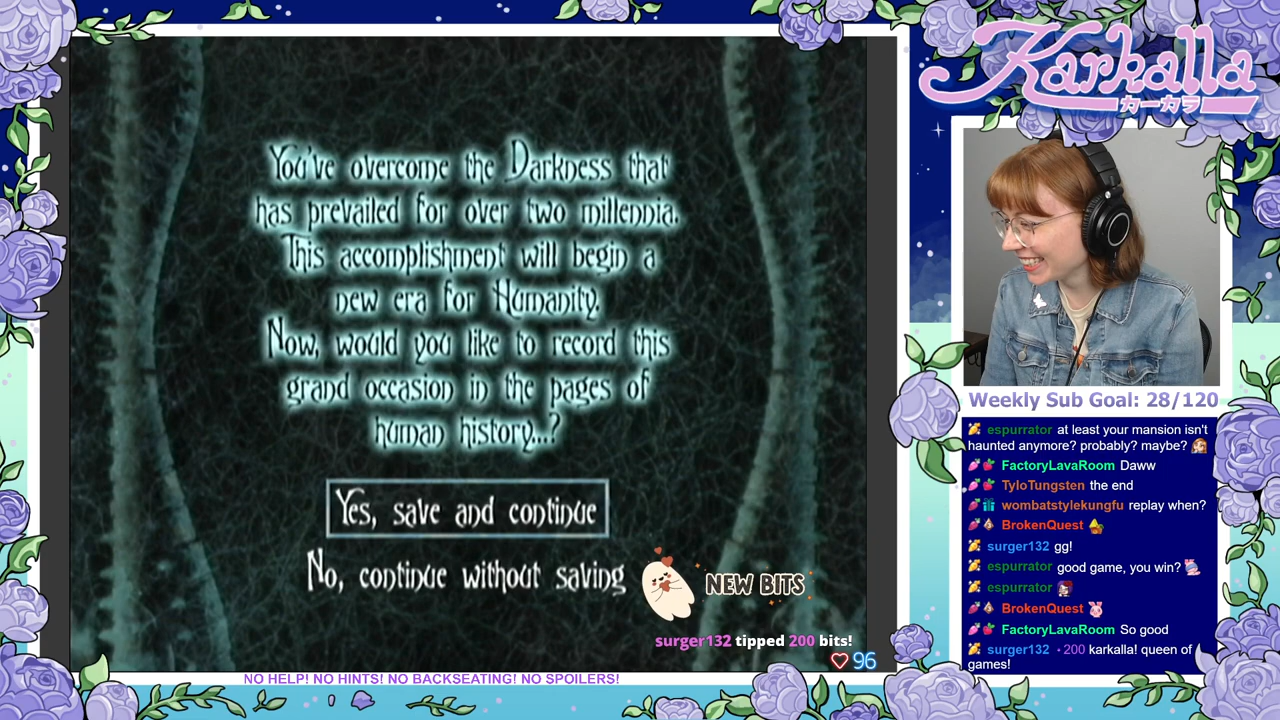 Karkalla
カーカラ
You've overcome the Darkness that
has prevailed for over two millennia.
This accomplishment will begin a
new era for Humanity.
Now, would you like to record this
grand occasion in the pages of
human history...?
Yes, save and continue
No, continue without saving
NEW BITS
surger132 tipped 200 bits!
96
NO HELP! NO HINTS! NO BACKSEATING! NO SPOILERS!
Weekly Sub Goal: 28/120
espurrator at least your mansion isn't
haunted anymore? probably? maybe?
FactoryLavaRoom Daww
TyloTungsten the end
wombatstylekungfu replay when?
BrokenQuest
surger132 gg!
espurrator good game, you win?
espurrator
BrokenQuest
FactoryLavaRoom So good
surger132 • 200 karkalla! queen of
games!